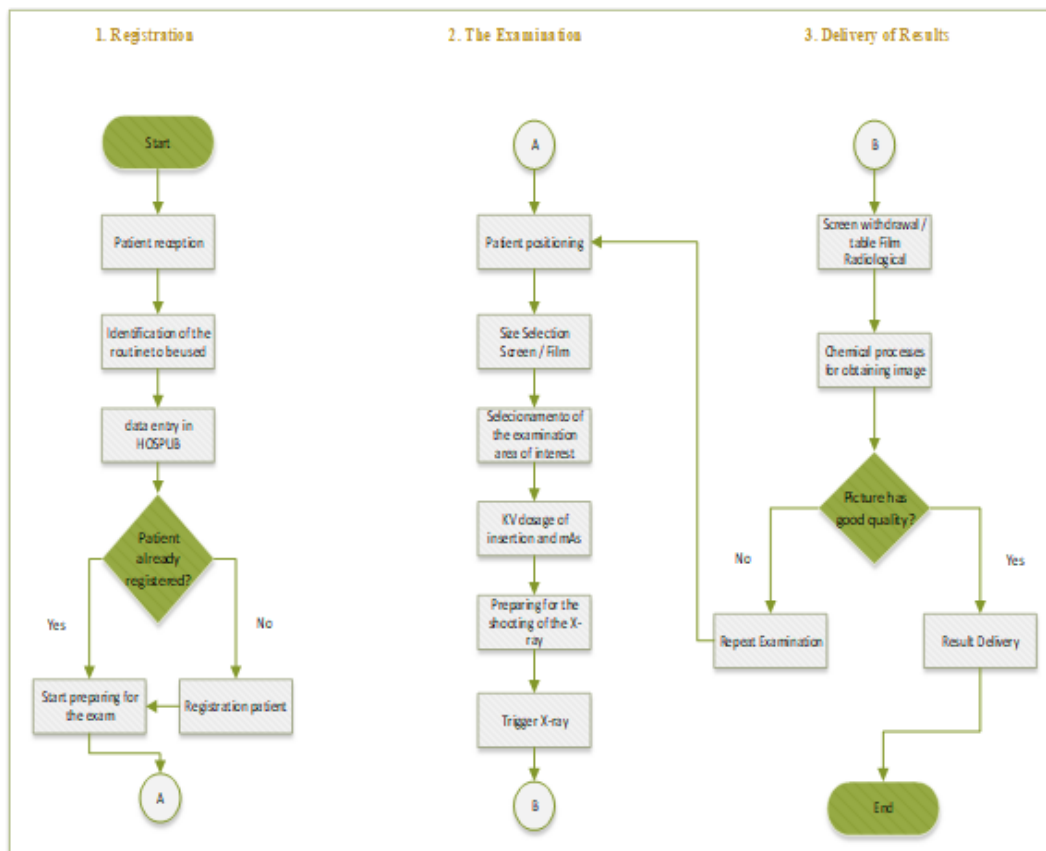 1. Registration
Start
Patient reception
Identification of the
routine to be used
data entry in
HOSPUB
Patient
already
registered?
Yes
No
Start preparing for
the exam
Registration patient
A
2. The Examination
A
Patient positioning
Size Selection
Screen / Film
Selecionamento of
the examination
area of interest
KV dosage of
insertion and mAs
Preparing for the
shooting of the X-
ray
Trigger X-ray
B
3. Delivery of Results
B
Screen withdrawal /
table Film
Radiological
Chemical processes
for obtaining image
Picture has
good quality?
No
Yes
Repeat Examination
Result Delivery
End